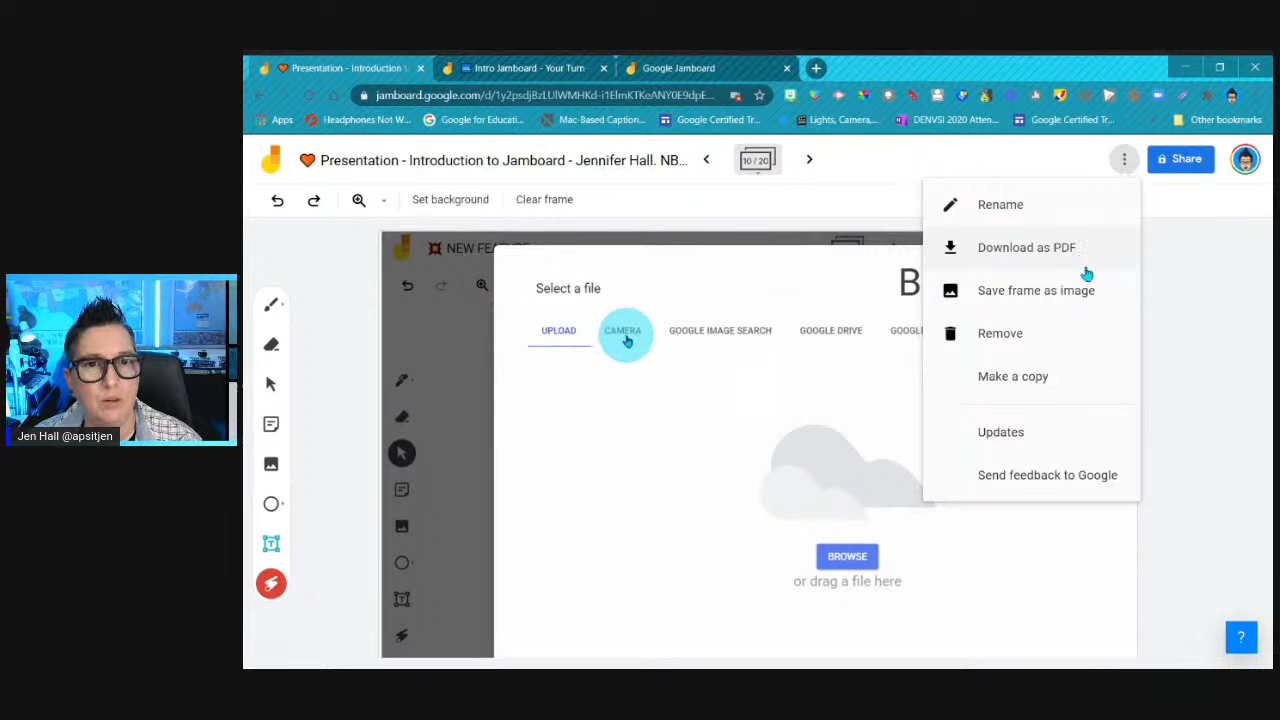 Presentation - Introduction t
Intro Jamboard - Your Turn -
Google Jamboard
jamboard.google.com/d/1y2psdjBzLUlWMHKd-i1ElmKTKeANY0E9dpE...
Apps
Headphones Not W...
Google for Educati...
Mac-Based Caption...
Google Certified Tr...
Lights, Camera,...
DENVSI 2020 Atten...
Google Certified Tr...
Other bookmarks
Presentation - Introduction to Jamboard - Jennifer Hall. NB...
10 / 20
Share
Set background
Clear frame
Rename
Download as PDF
Save frame as image
Remove
Make a copy
Updates
Send feedback to Google
NEW FEATURE
Select a file
B
UPLOAD
CAMERA
GOOGLE IMAGE SEARCH
GOOGLE DRIVE
GOOGL
BROWSE
or drag a file here
T
T
?
Jen Hall @apsitjen